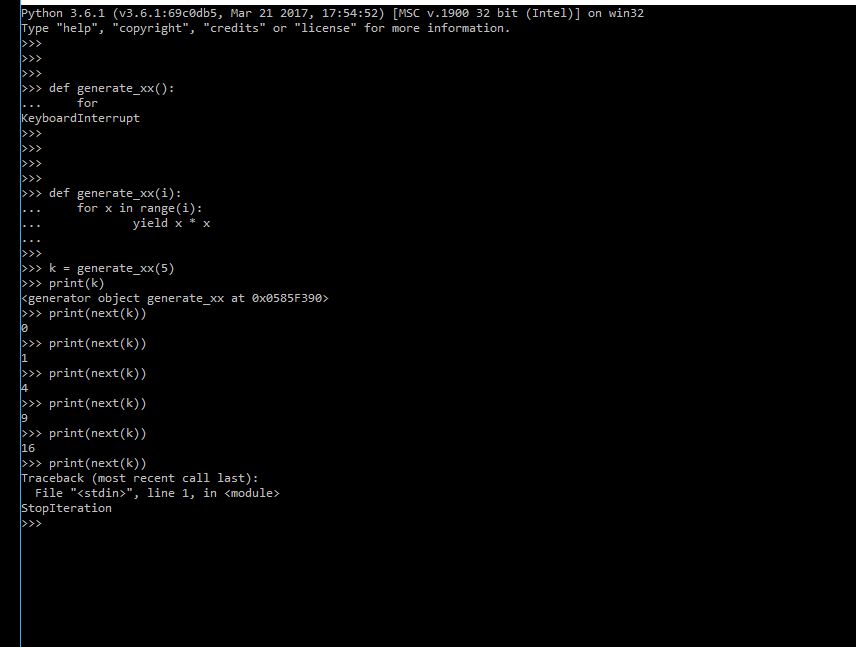 Python 3.6.1 (v3.6.1:69c0db5, Mar 21 2017, 17:54:52) [MSC v.1900 32 bit (Intel)] on win32
Type "help", "copyright", "credits" or "license" for more information.
>>>
>>>
>>>
>>> def generate_xx():
...     for
KeyboardInterrupt
>>>
>>>
>>>
>>>
>>> def generate_xx(i):
...     for x in range(i):
...             yield x * x
...
>>>
>>> k = generate_xx(5)
>>> print(k)
<generator object generate_xx at 0x0585F390>
>>> print(next(k))
0
>>> print(next(k))
1
>>> print(next(k))
4
>>> print(next(k))
9
>>> print(next(k))
16
>>> print(next(k))
Traceback (most recent call last):
  File "<stdin>", line 1, in <module>
StopIteration
>>>